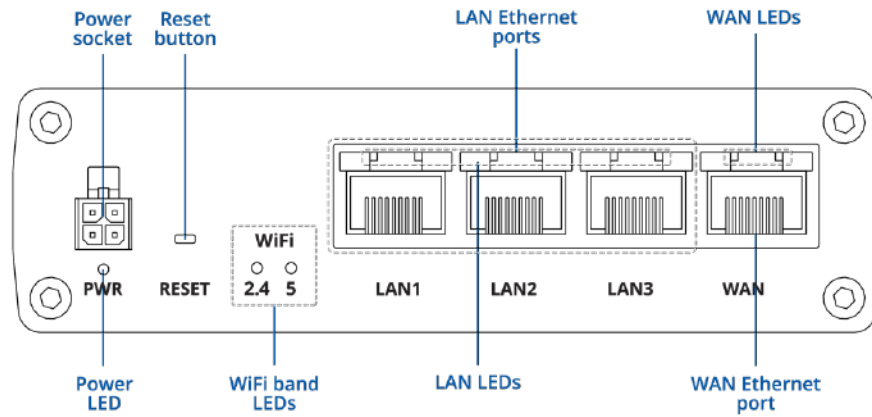 Power
socket
Reset
button
LAN Ethernet
ports
WAN LEDs
WiFi
2.4 5
PWR
RESET
LAN1
LAN2
LAN3
WAN
Power
LED
WiFi band
LEDs
LAN LEDs
WAN Ethernet
port